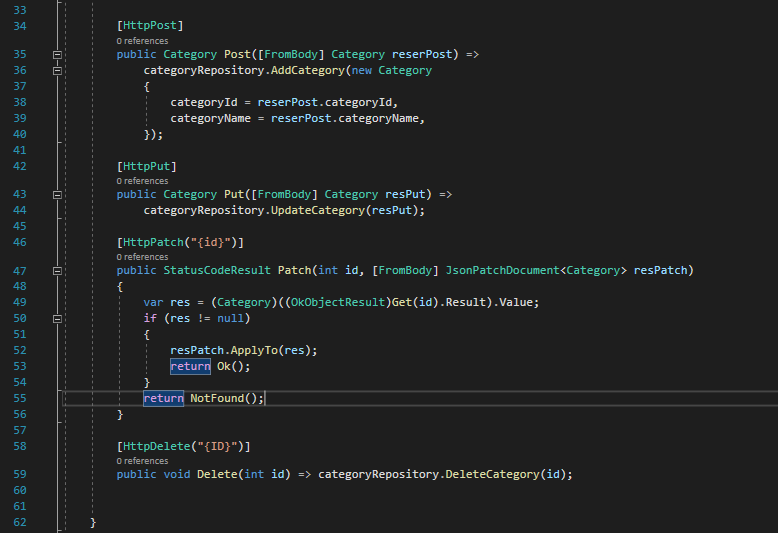 33
34 [HttpPost]
0 references
35 public Category Post([FromBody] Category reserPost) =>
36 categoryRepository.AddCategory(new Category
37 {
38 categoryId = reserPost.categoryId,
39 categoryName = reserPost.categoryName,
40 });
41
42 [HttpPut]
0 references
43 public Category Put([FromBody] Category resPut) =>
44 categoryRepository.UpdateCategory(resPut);
45
46 [HttpPatch("{id}")]
0 references
47 public StatusCodeResult Patch(int id, [FromBody] JsonPatchDocument<Category> resPatch)
48 {
49 var res = (Category)((OkObjectResult)Get(id).Result).Value;
50 if (res != null)
51 {
52 resPatch.ApplyTo(res);
53 return Ok();
54 }
55 return NotFound();
56 }
57
58 [HttpDelete("{ID}")]
0 references
59 public void Delete(int id) => categoryRepository.DeleteCategory(id);
60
61
62 }